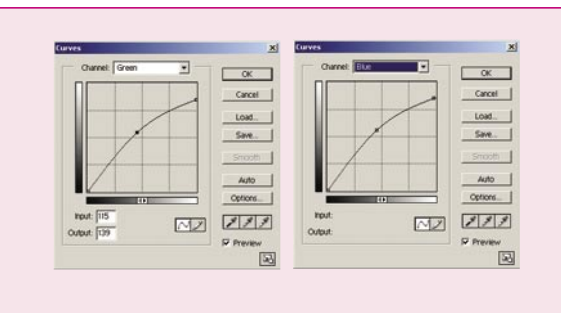 Curves
Channel: Green
OK
Cancel
Load...
Save...
Smooth
Auto
Options...
Input: 115
Output: 139
Preview
Curves
Channel: Blue
OK
Cancel
Load...
Save...
Smooth
Auto
Options...
Input:
Output:
Preview